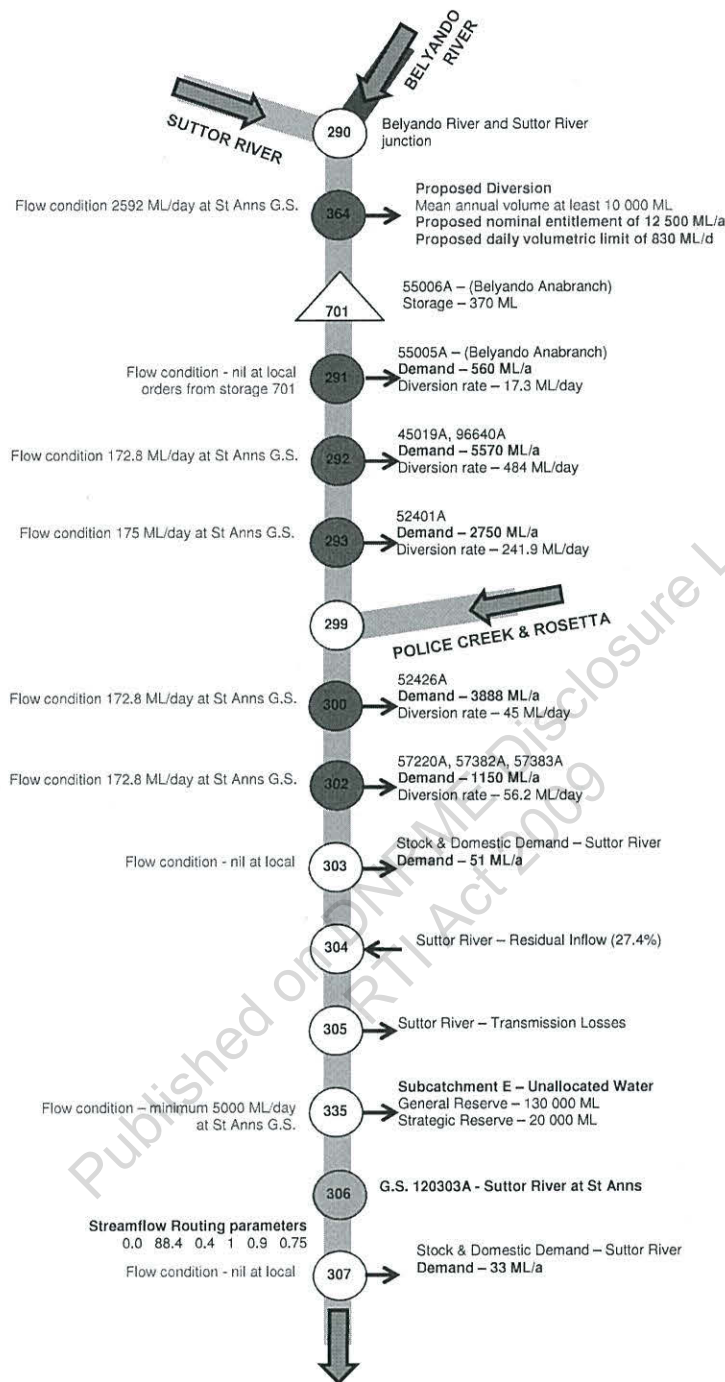 BELYANDO
RIVER
SUTTOR RIVER
290
Belyando River and Suttor River
junction
Flow condition 2592 ML/day at St Anns G.S.
364
Proposed Diversion
Mean annual volume at least 10 000 ML
Proposed nominal entitlement of 12 500 ML/a
Proposed daily volumetric limit of 830 ML/d
701
55006A – (Belyando Anabranch)
Storage – 370 ML
Flow condition - nil at local
orders from storage 701
291
55005A – (Belyando Anabranch)
Demand – 560 ML/a
Diversion rate – 17.3 ML/day
Flow condition 172.8 ML/day at St Anns G.S.
292
45019A, 96640A
Demand – 5570 ML/a
Diversion rate – 484 ML/day
Flow condition 175 ML/day at St Anns G.S.
293
52401A
Demand – 2750 ML/a
Diversion rate – 241.9 ML/day
299
POLICE CREEK & ROSETTA
Flow condition 172.8 ML/day at St Anns G.S.
300
52426A
Demand – 3888 ML/a
Diversion rate – 45 ML/day
Flow condition 172.8 ML/day at St Anns G.S.
302
57220A, 57382A, 57383A
Demand – 1150 ML/a
Diversion rate – 56.2 ML/day
Flow condition - nil at local
303
Stock & Domestic Demand – Suttor River
Demand – 51 ML/a
304
Suttor River – Residual Inflow (27.4%)
305
Suttor River – Transmission Losses
Flow condition – minimum 5000 ML/day
at St Anns G.S.
335
Subcatchment E – Unallocated Water
General Reserve – 130 000 ML
Strategic Reserve – 20 000 ML
306
G.S. 120303A - Suttor River at St Anns
Streamflow Routing parameters
0.0 88.4 0.4 1 0.9 0.75
Flow condition - nil at local
307
Stock & Domestic Demand – Suttor River
Demand – 33 ML/a
Published on DNRME Disclosure L
RTI Act 2009